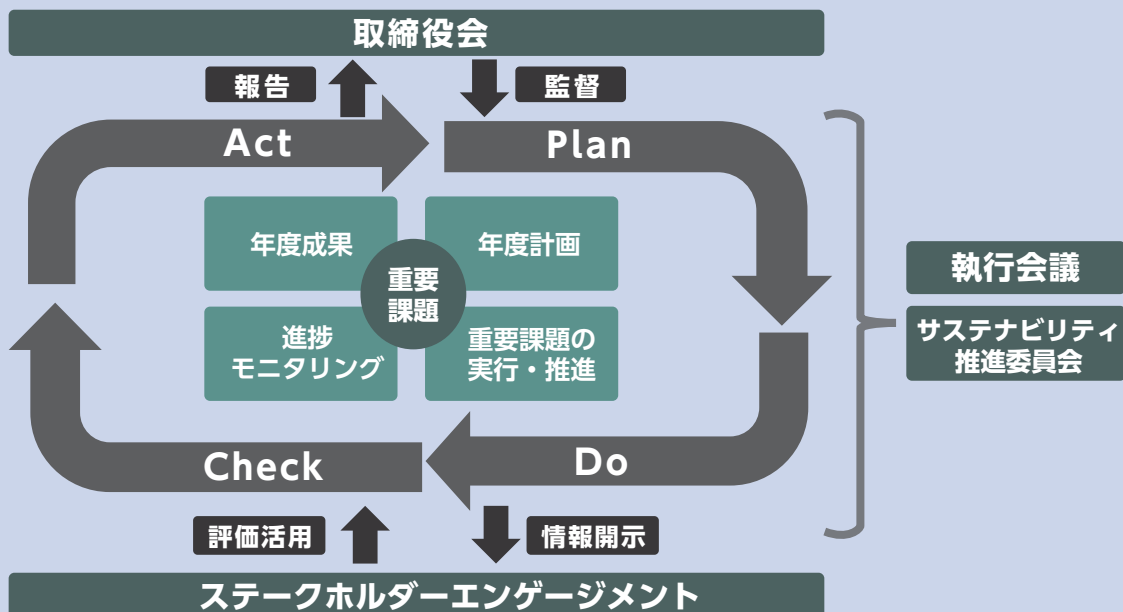 取締役会
報告
監督
Act
Plan
年度成果
年度計画
重要
課題
進捗
モニタリング
重要課題の
実行・推進
執行会議
サステナビリティ
推進委員会
Check
Do
評価活用
情報開示
ステークホルダーエンゲージメント